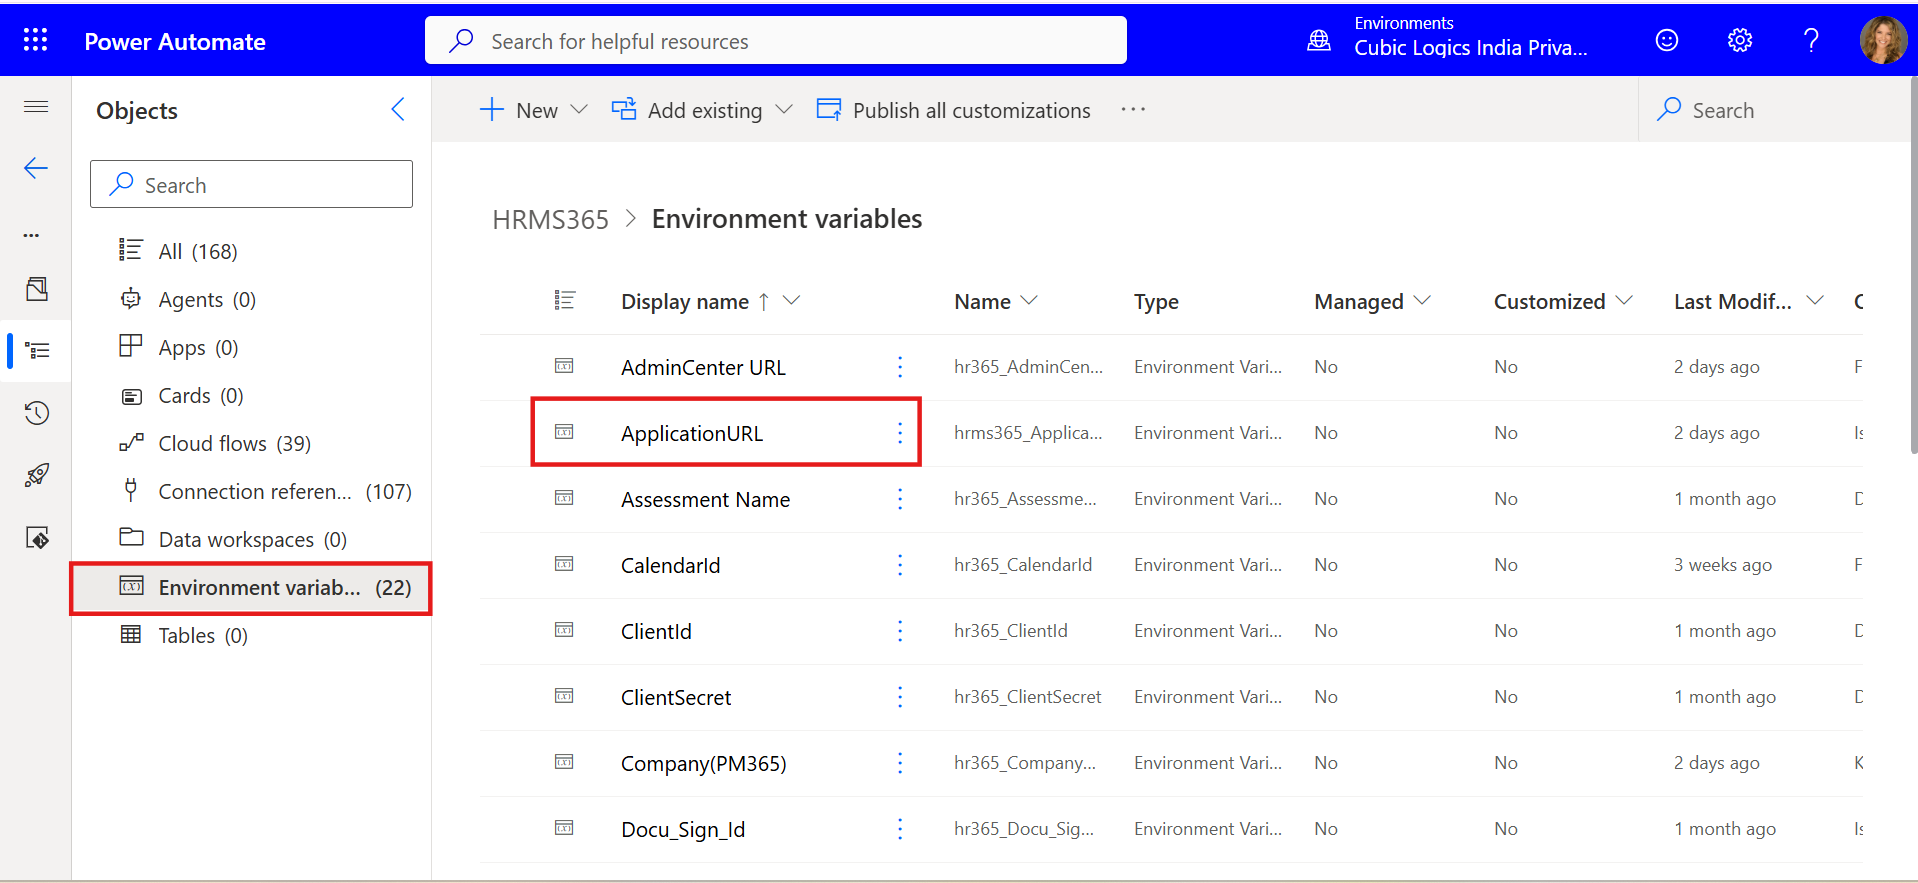 Power Automate
Search for helpful resources
Environments
Cubic Logics India Priva...
Objects
New
Add existing
Publish all customizations
Search
Search
HRMS365 > Environment variables
All (168)
Agents (0)
Apps (0)
Cards (0)
Cloud flows (39)
Connection referen... (107)
Data workspaces (0)
Environment variab... (22)
Tables (0)
Display name ↑ Name Type Managed Customized Last Modif...
AdminCenter URL hr365_AdminCen... Environment Vari... No No 2 days ago F
ApplicationURL hrms365_Applica... Environment Vari... No No 2 days ago Is
Assessment Name hr365_Assessme... Environment Vari... No No 1 month ago D
CalendarId hr365_CalendarId Environment Vari... No No 3 weeks ago F
ClientId hr365_ClientId Environment Vari... No No 1 month ago D
ClientSecret hr365_ClientSecret Environment Vari... No No 1 month ago D
Company(PM365) hr365_Company... Environment Vari... No No 2 days ago K
Docu_Sign_Id hr365_Docu_Sig... Environment Vari... No No 1 month ago Is